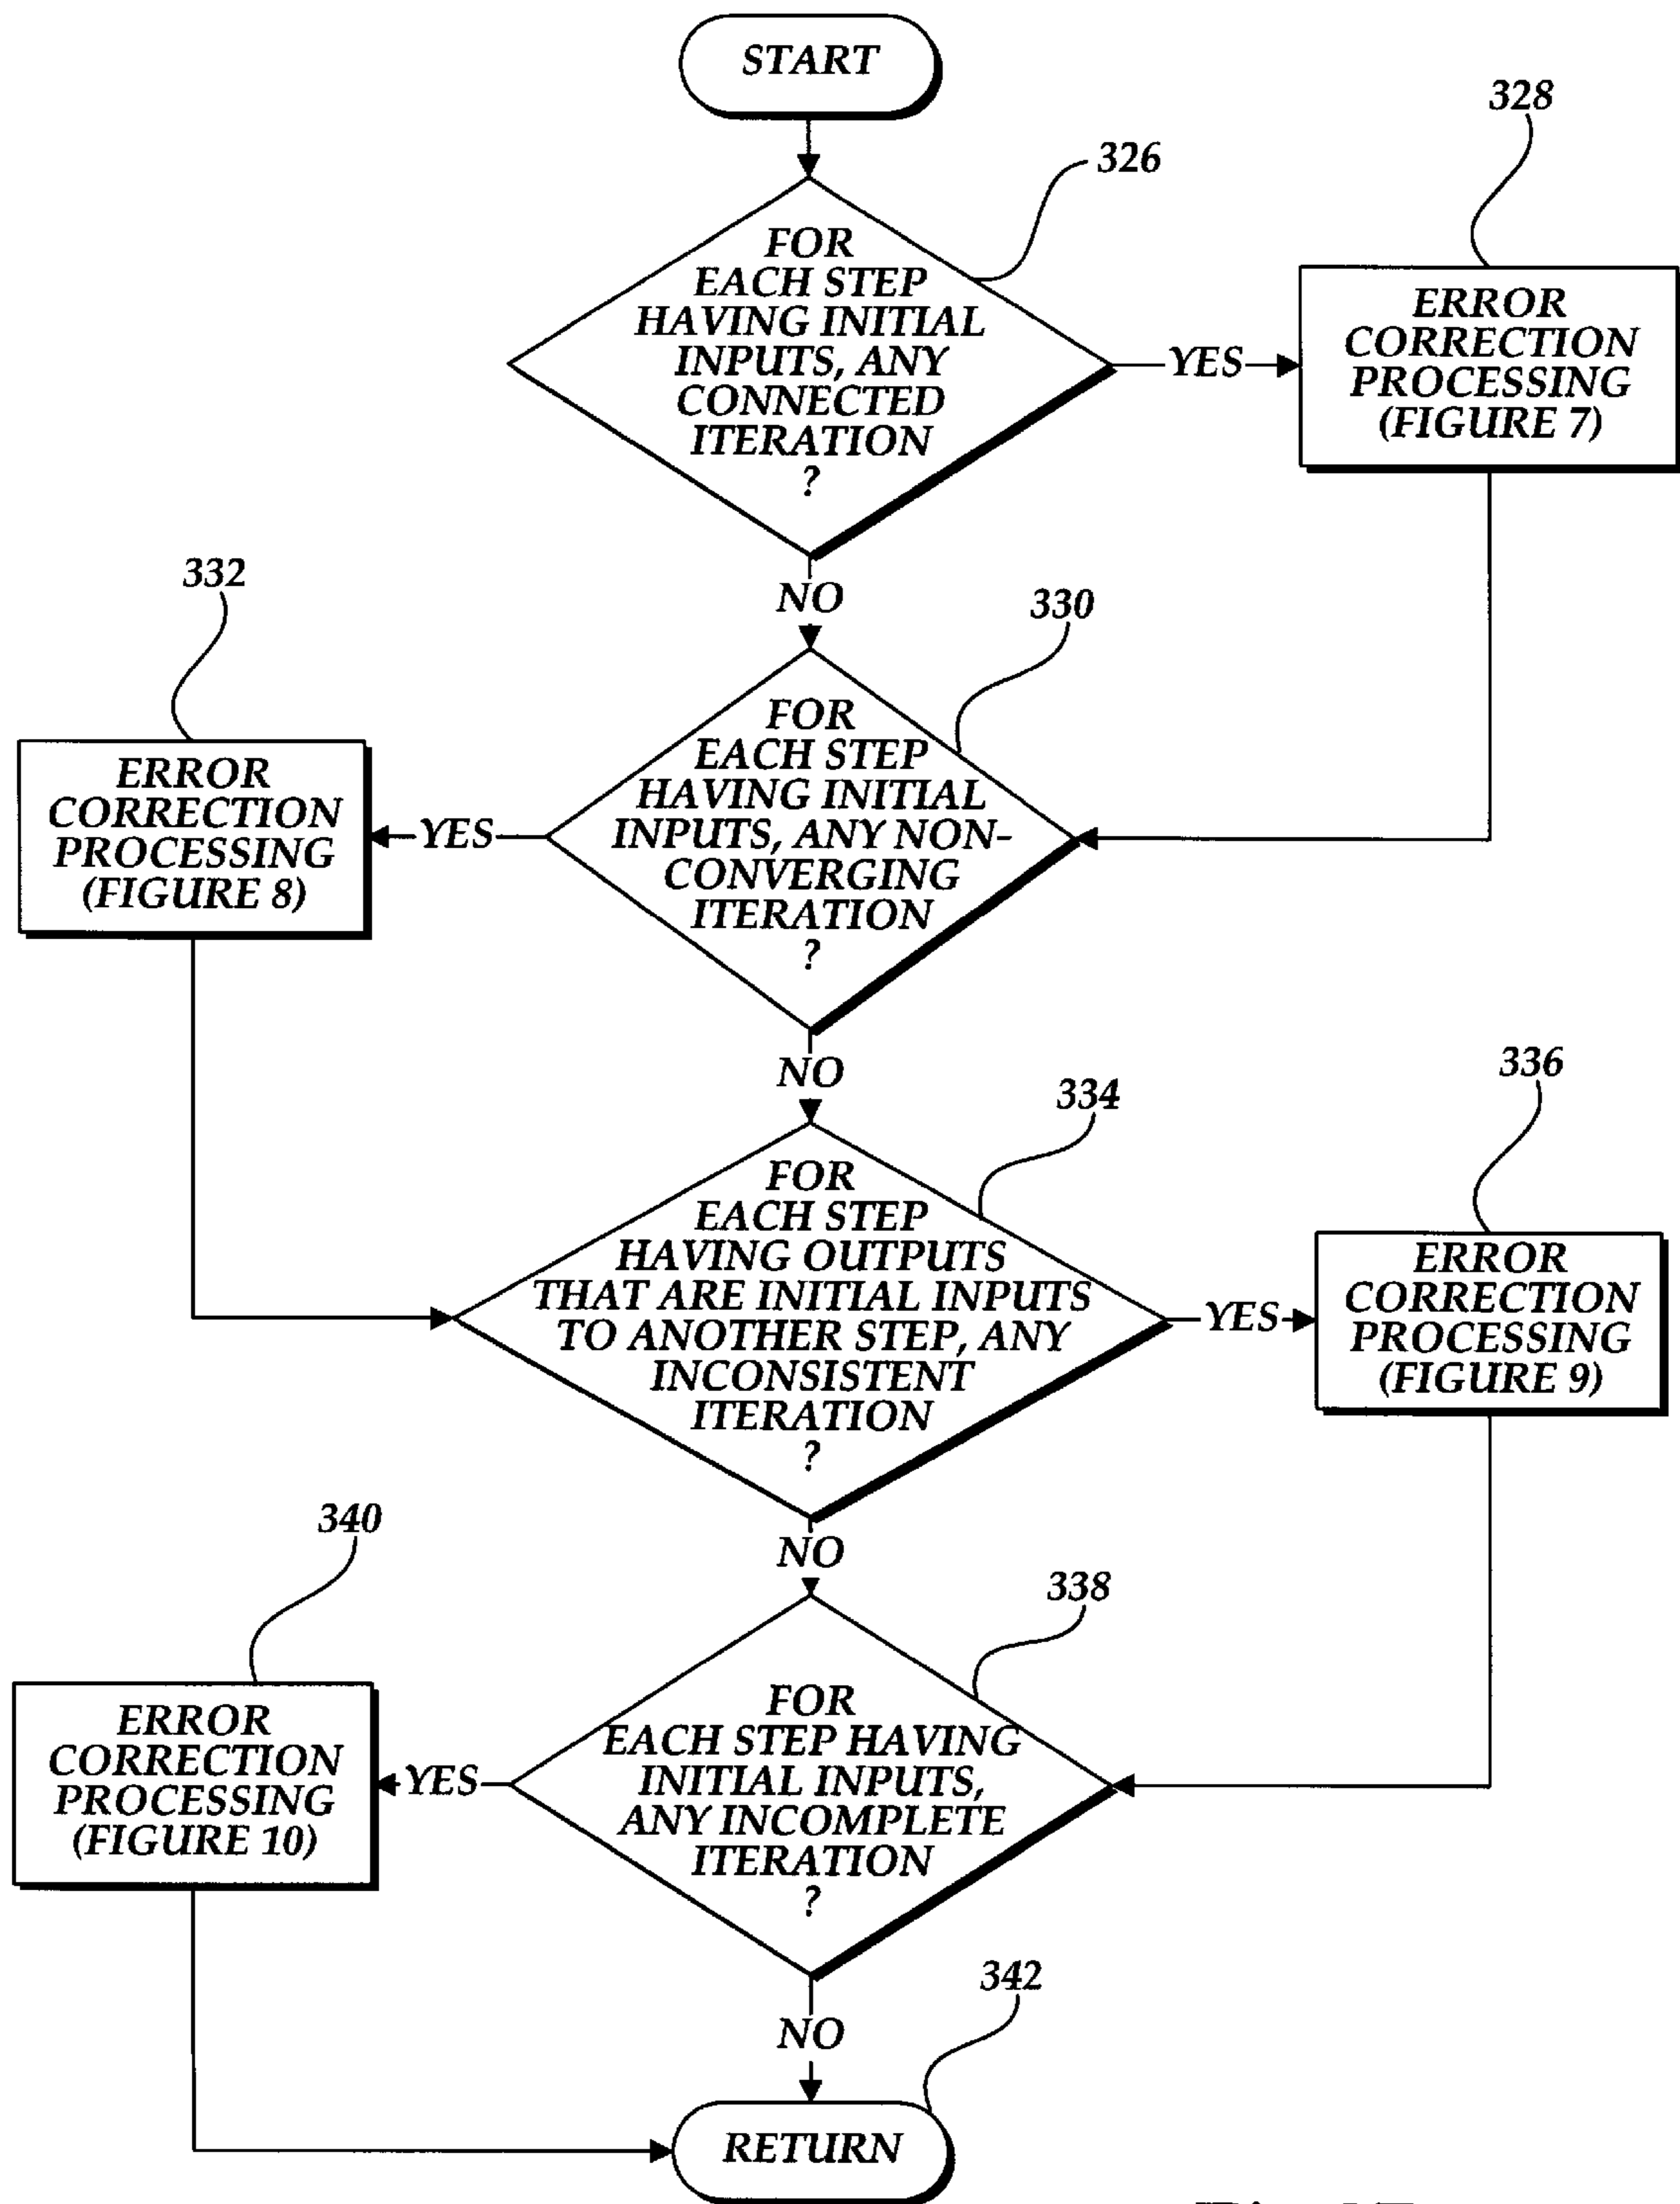 START
326
328
FOR
EACH STEP
HAVING INITIAL
INPUTS, ANY
CONNECTED
ITERATION
?
YES
ERROR
CORRECTION
PROCESSING
(FIGURE 7)
NO
332
330
FOR
EACH STEP
HAVING INITIAL
INPUTS, ANY NON-
CONVERGING
ITERATION
?
YES
ERROR
CORRECTION
PROCESSING
(FIGURE 8)
NO
334
336
FOR
EACH STEP
HAVING OUTPUTS
THAT ARE INITIAL INPUTS
TO ANOTHER STEP, ANY
INCONSISTENT
ITERATION
?
YES
ERROR
CORRECTION
PROCESSING
(FIGURE 9)
NO
340
338
FOR
EACH STEP HAVING
INITIAL INPUTS,
ANY INCOMPLETE
ITERATION
?
YES
ERROR
CORRECTION
PROCESSING
(FIGURE 10)
NO
342
RETURN